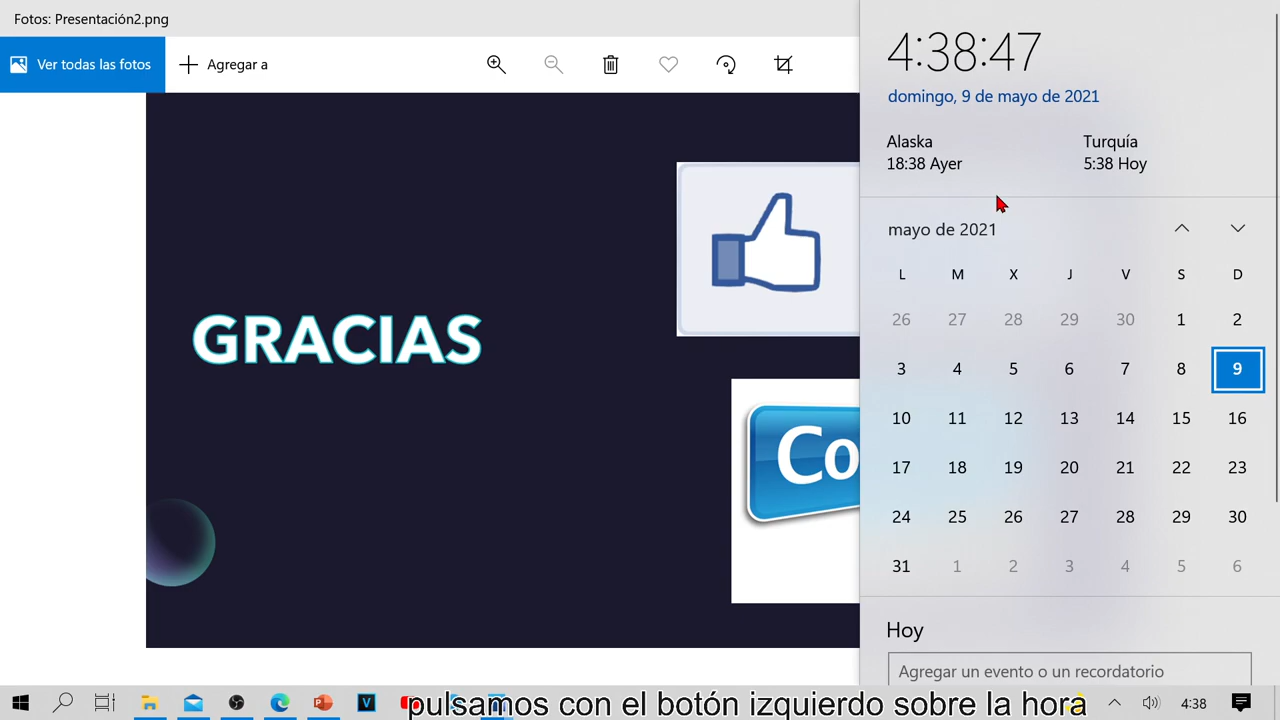 Fotos: Presentación2.png
Ver todas las fotos
Agregar a
GRACIAS
Co
4:38:47
domingo, 9 de mayo de 2021
Alaska Turquía
18:38 Ayer 5:38 Hoy
mayo de 2021
L M X J V S D
26 27 28 29 30 1 2
3 4 5 6 7 8 9
10 11 12 13 14 15 16
17 18 19 20 21 22 23
24 25 26 27 28 29 30
31 1 2 3 4 5 6
Hoy
Agregar un evento o un recordatorio
4:38
pulsamos con el botón izquierdo sobre la hora